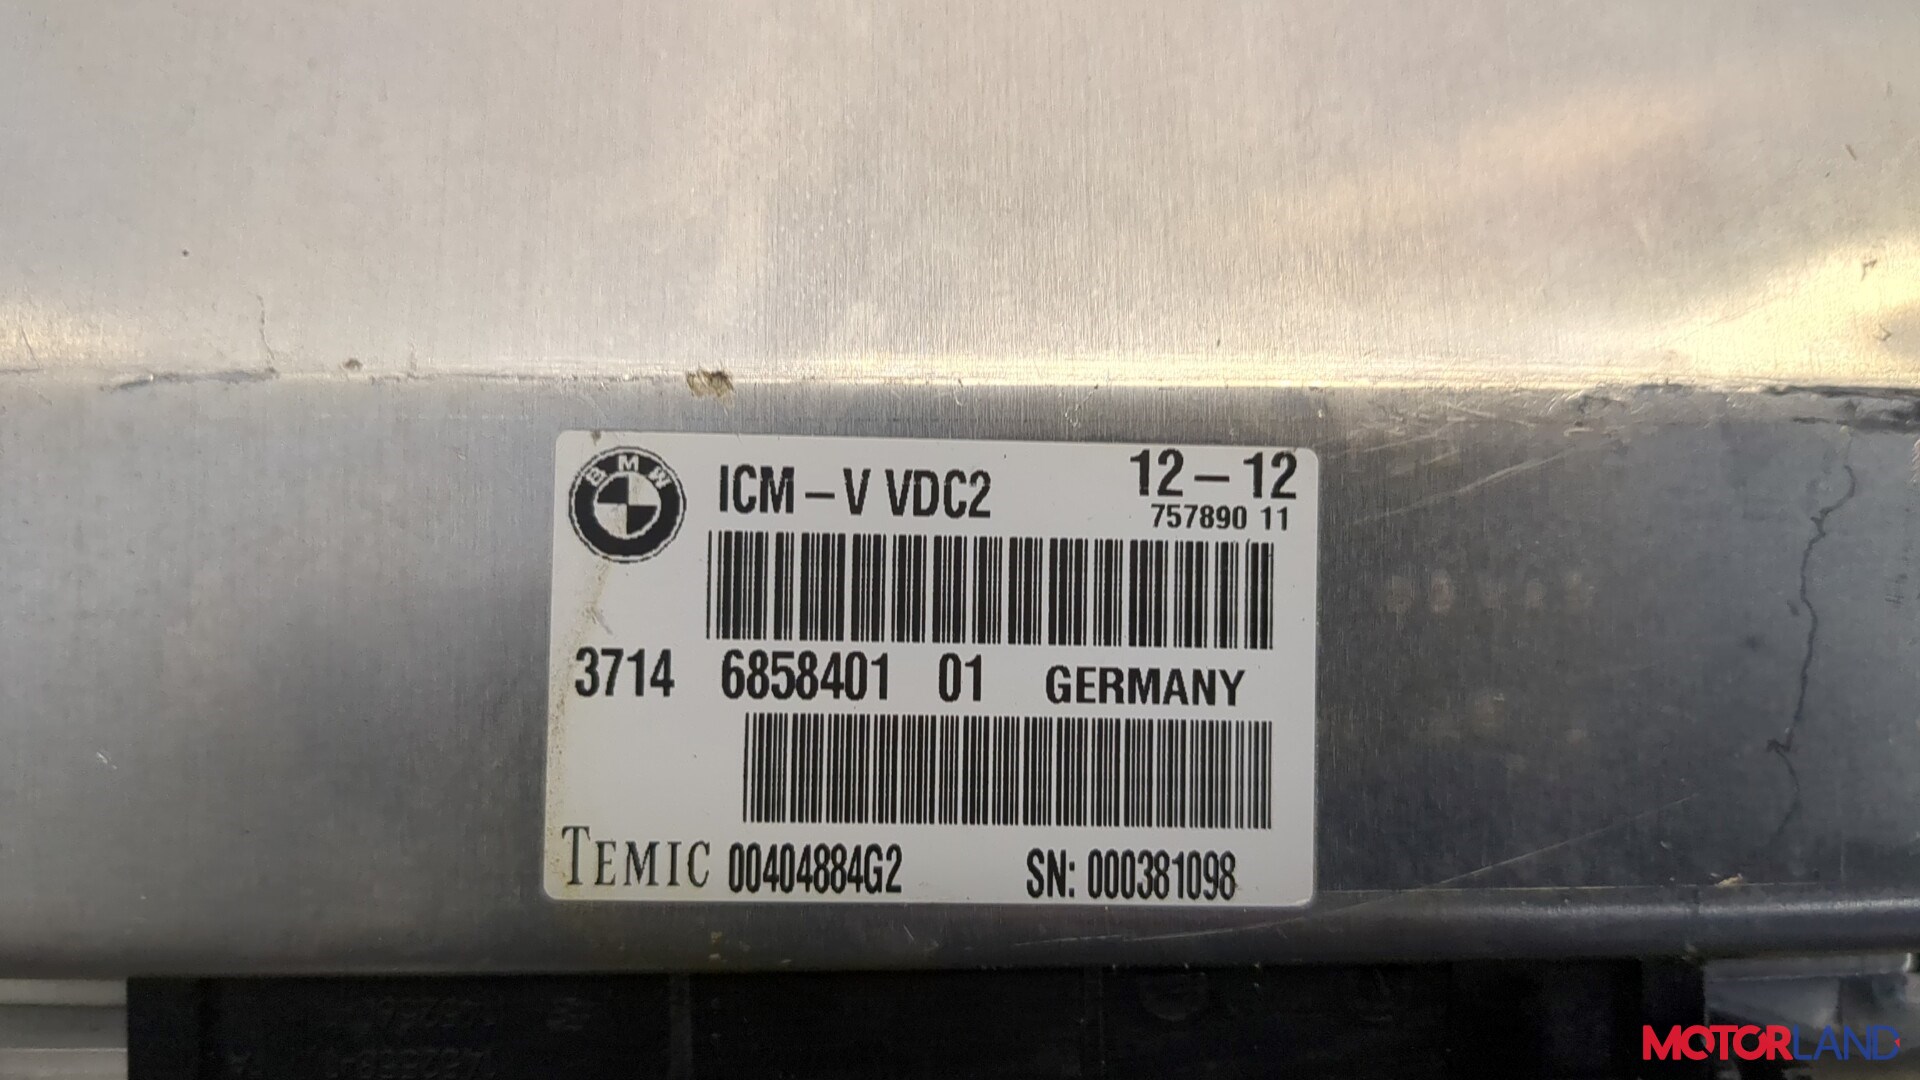 BMW
ICM – V VDC2
12 – 12
757890 11
3714 6858401 01 GERMANY
TEMIC 00404884G2 SN: 000381098
MOTORLAND